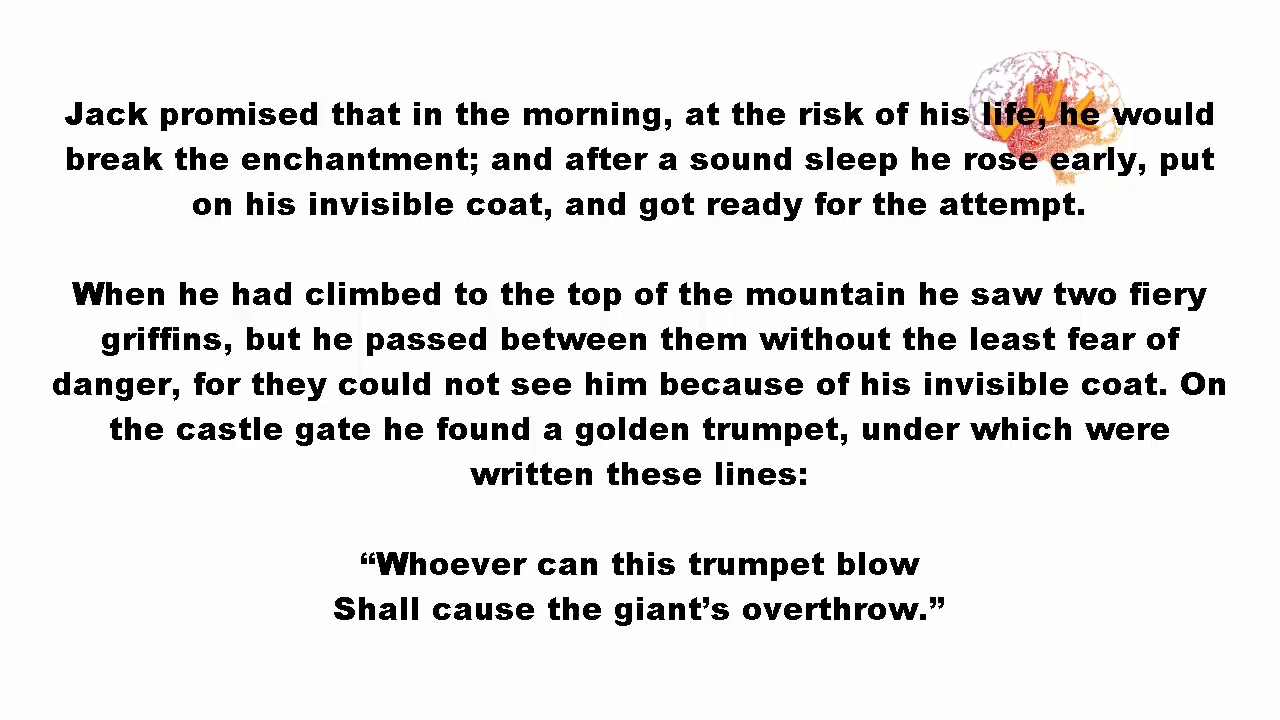 Jack promised that in the morning, at the risk of his life, he would
break the enchantment; and after a sound sleep he rose early, put
on his invisible coat, and got ready for the attempt.
When he had climbed to the top of the mountain he saw two fiery
griffins, but he passed between them without the least fear of
danger, for they could not see him because of his invisible coat. On
the castle gate he found a golden trumpet, under which were
written these lines:
“Whoever can this trumpet blow
Shall cause the giant’s overthrow.”